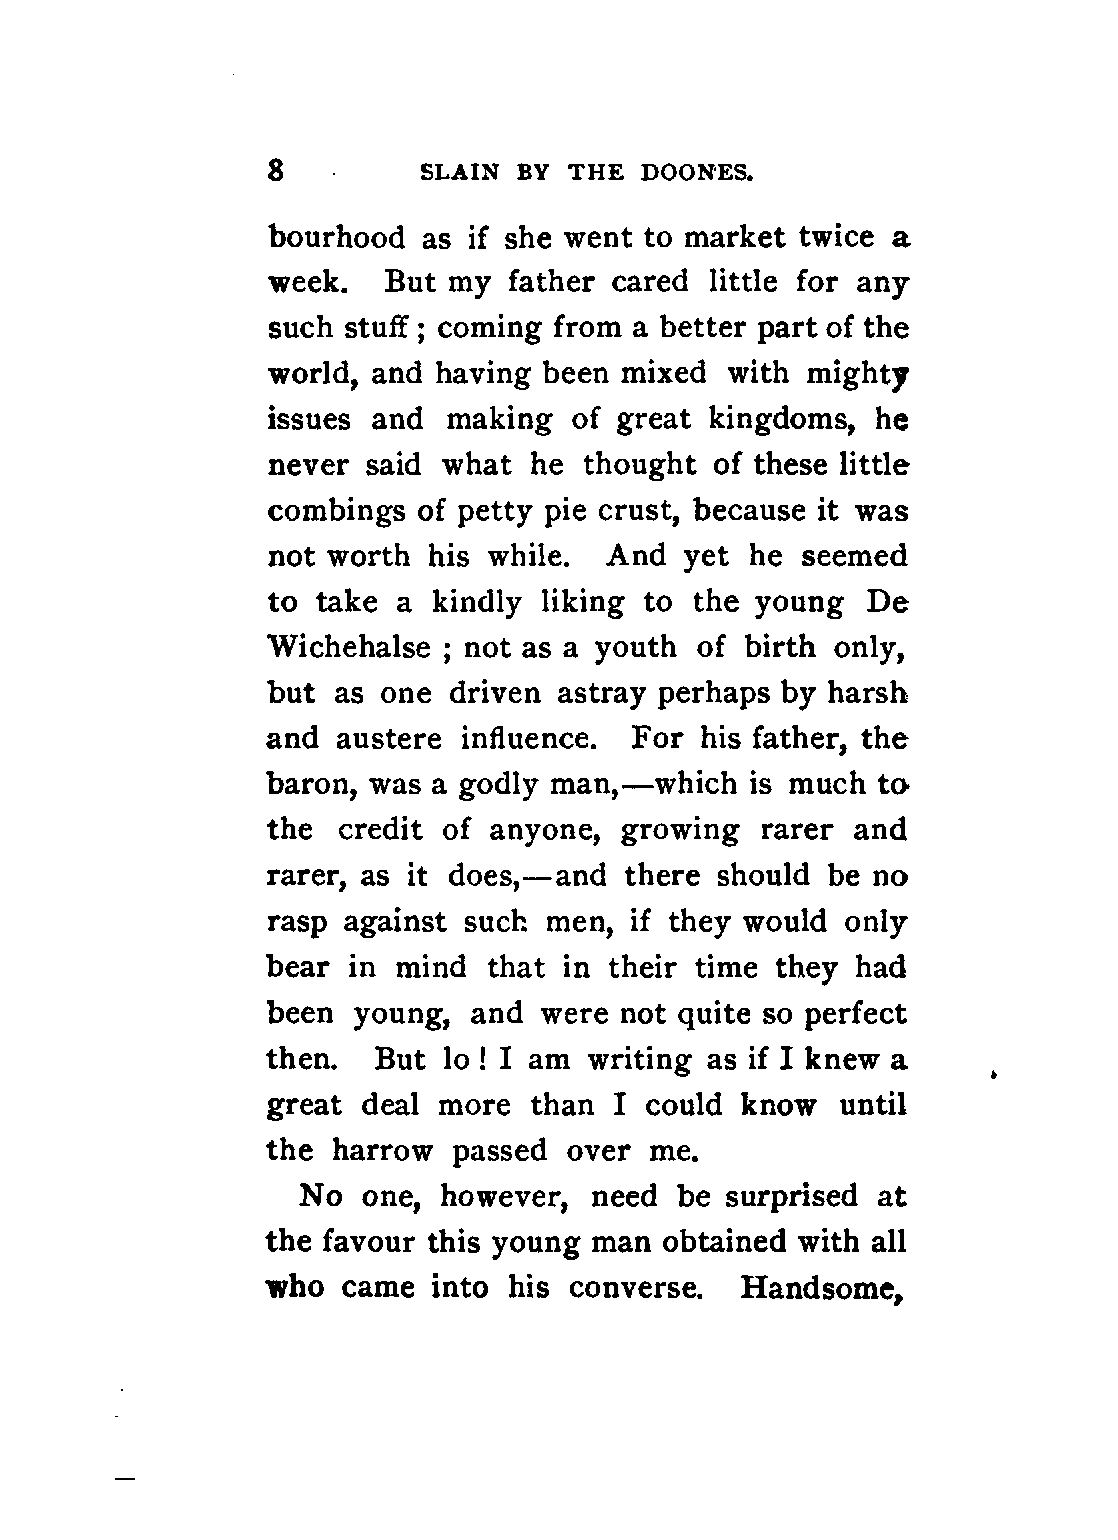 8 SLAIN BY THE DOONES.
bourhood as if she went to market twice a
week. But my father cared little for any
such stuff ; coming from a better part of the
world, and having been mixed with mighty
issues and making of great kingdoms, he
never said what he thought of these little
combings of petty pie crust, because it was
not worth his while. And yet he seemed
to take a kindly liking to the young De
Wichehalse ; not as a youth of birth only,
but as one driven astray perhaps by harsh
and austere influence. For his father, the
baron, was a godly man,—which is much to
the credit of anyone, growing rarer and
rarer, as it does,—and there should be no
rasp against such men, if they would only
bear in mind that in their time they had
been young, and were not quite so perfect
then. But lo ! I am writing as if I knew a
great deal more than I could know until
the harrow passed over me.
No one, however, need be surprised at
the favour this young man obtained with all
who came into his converse. Handsome,